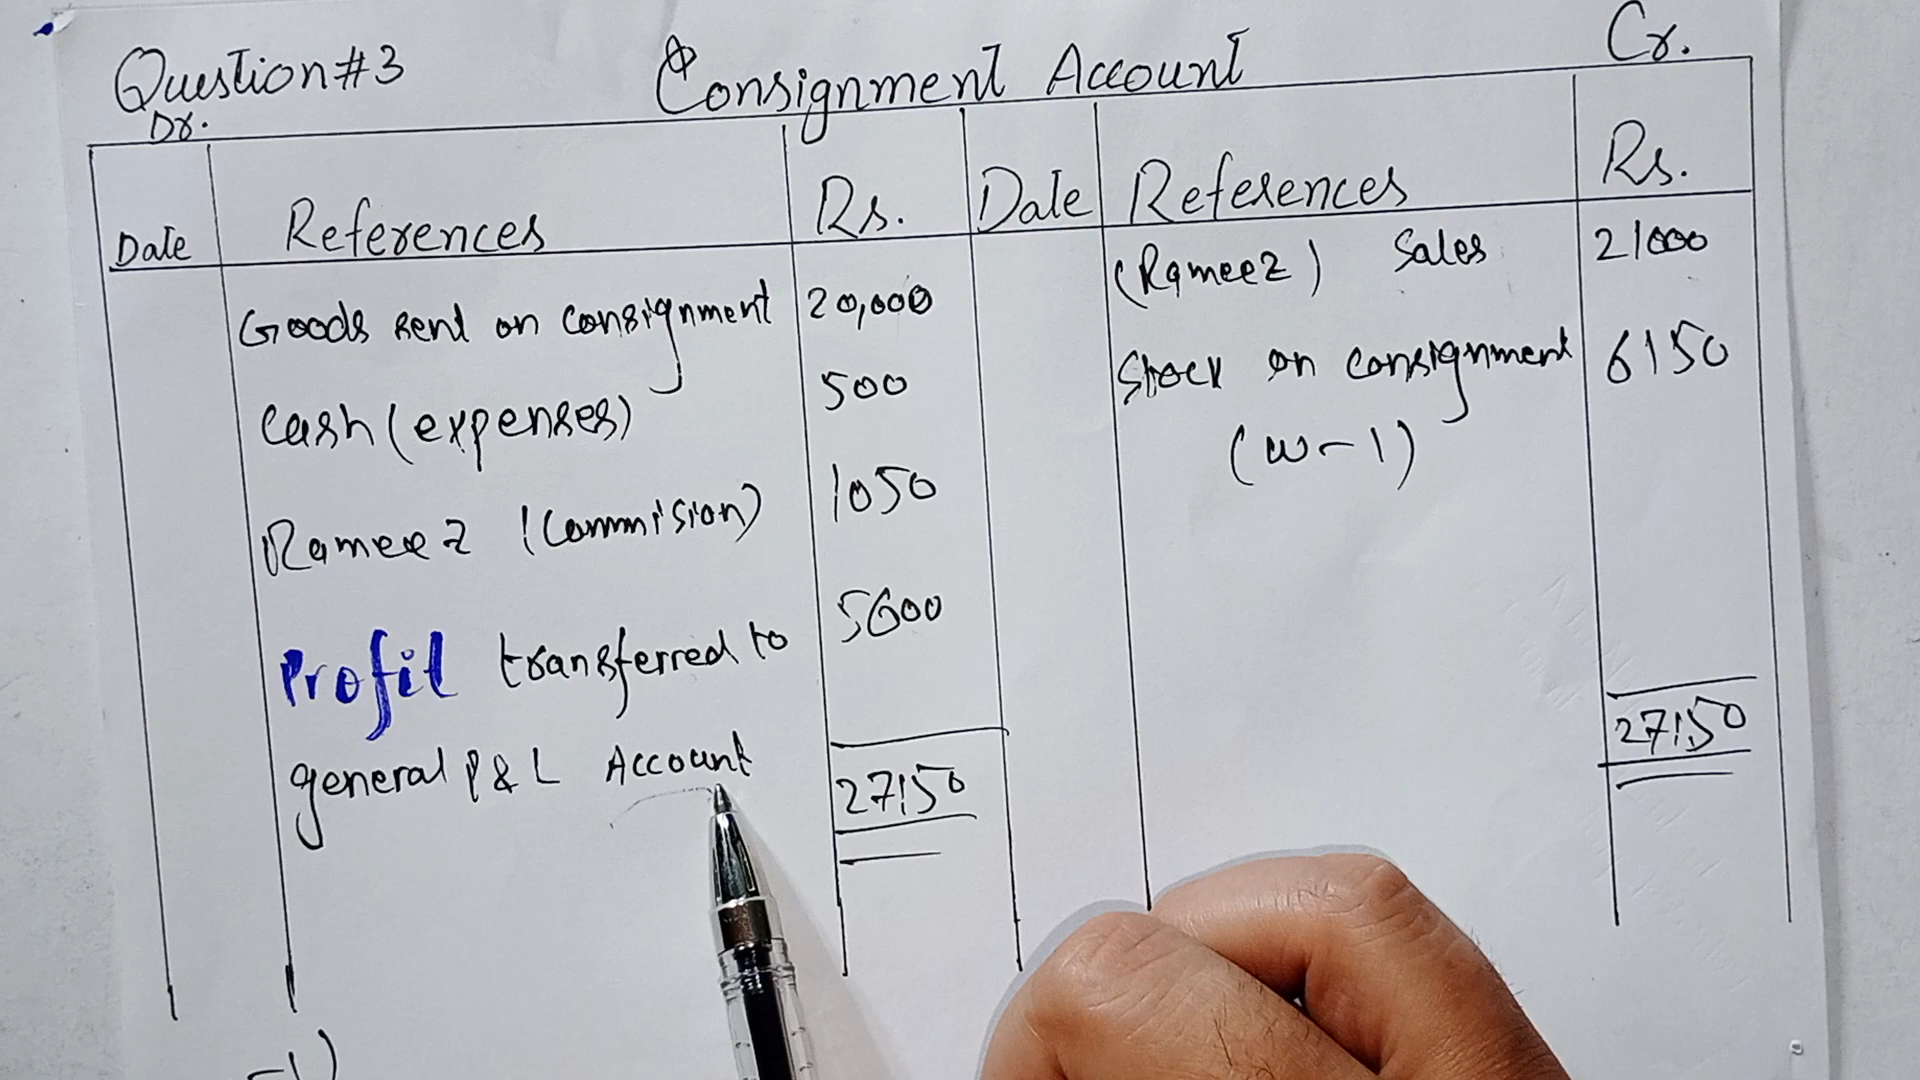 Question#3 Consignment Account Cr.
Dr.
Date References Rs. Date References Rs.
Goods sent on consignment 20,000 (Rameez) Sales 21000
Cash (expenses) 500 Stock on consignment 6150
(w-1)
Rameez (Commision) 1050
Profit transferred to 5600
general P & L Account 27150 27150